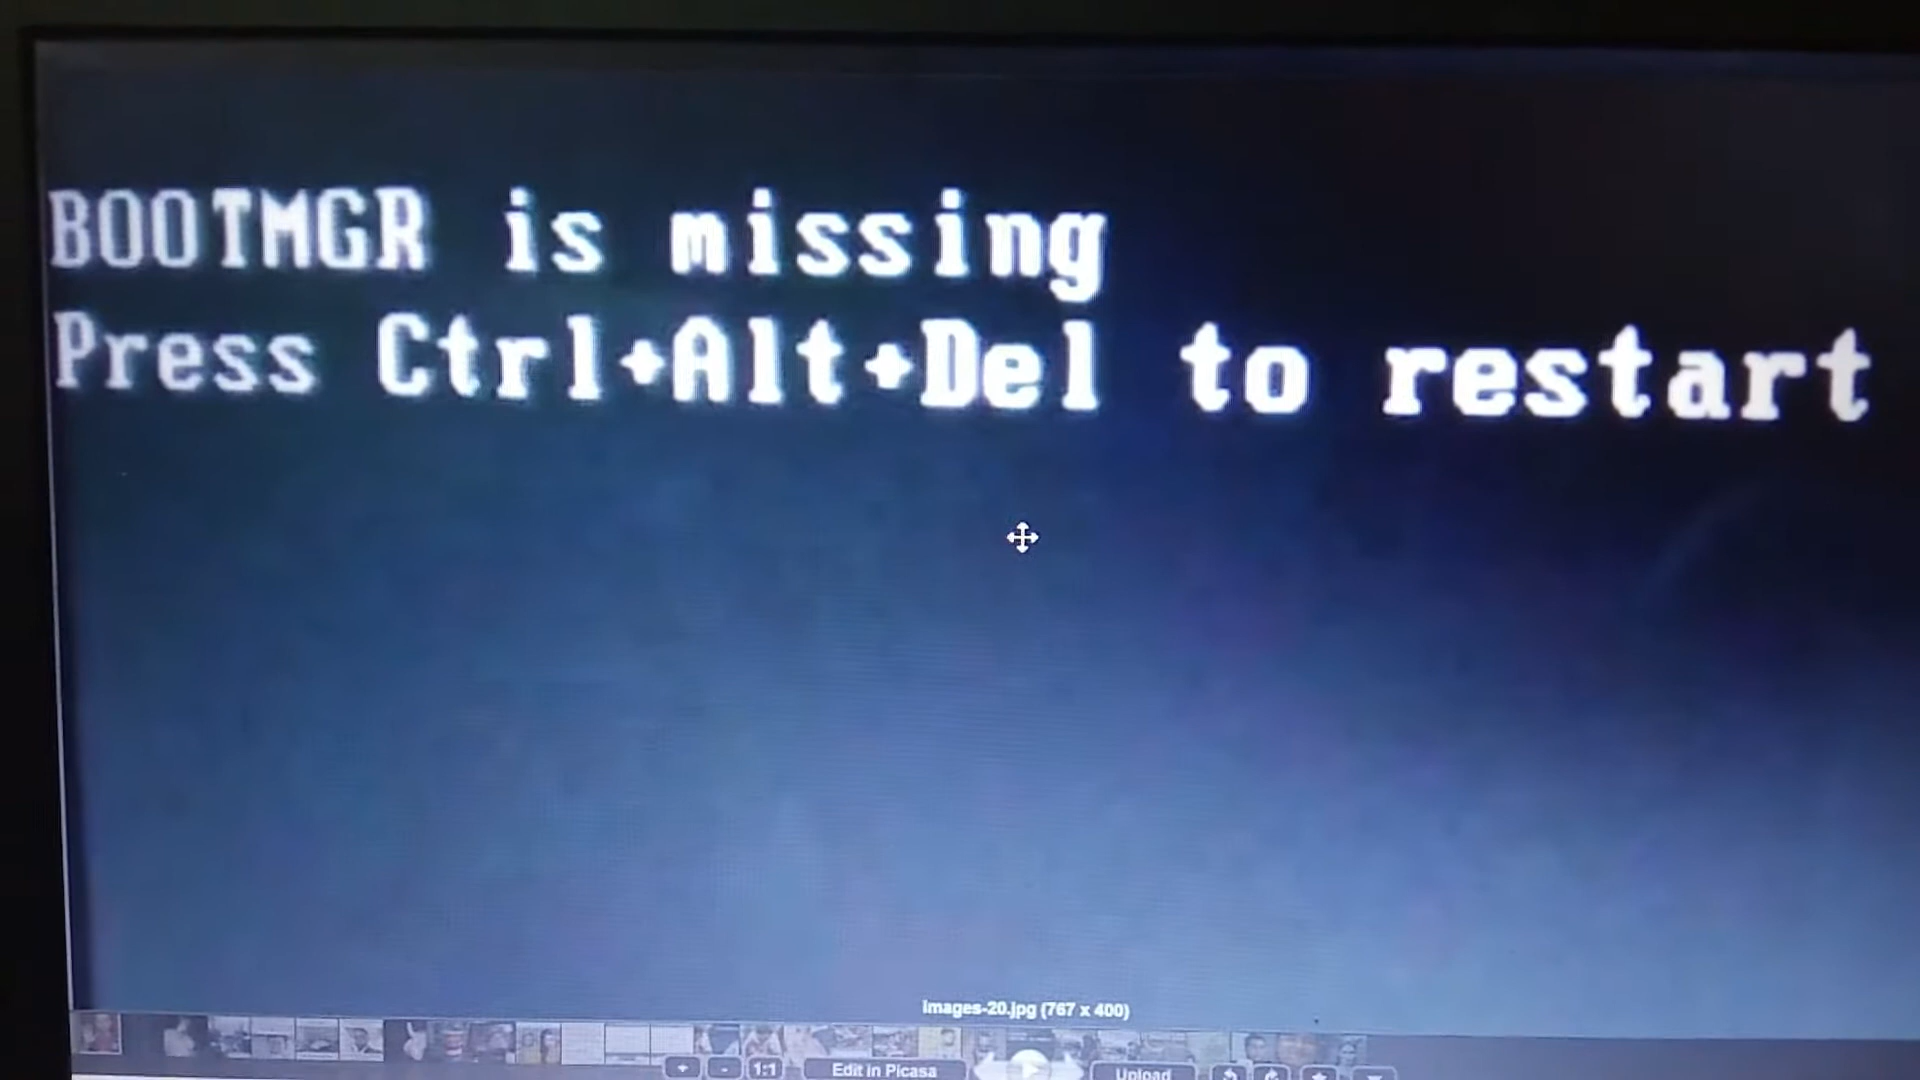 BOOTMGR is missing
Press Ctrl+Alt+Del to restart
images-20.jpg (767 x 400)
+ - 1:1 Edit in Picasa Upload